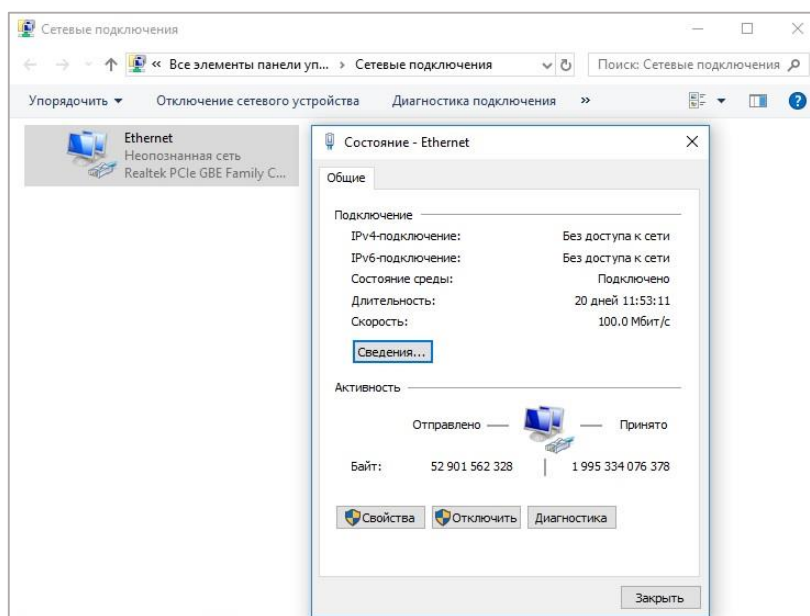 Сетевые подключения
« Все элементы панели уп... › Сетевые подключения
Поиск: Сетевые подключения
Упорядочить
Отключение сетевого устройства
Диагностика подключения
»
Ethernet
Неопознанная сеть
Realtek PCIe GBE Family C...
Состояние - Ethernet
Общие
Подключение
IPv4-подключение: Без доступа к сети
IPv6-подключение: Без доступа к сети
Состояние среды: Подключено
Длительность: 20 дней 11:53:11
Скорость: 100.0 Мбит/с
Сведения...
Активность
Отправлено — — Принято
Байт: 52 901 562 328 | 1 995 334 076 378
Свойства
Отключить
Диагностика
Закрыть